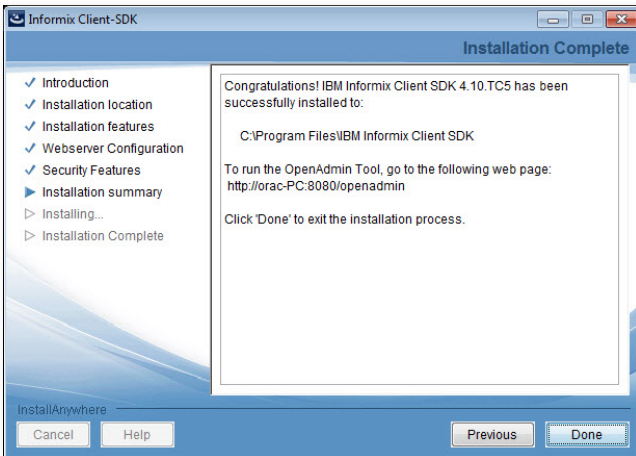 Informix Client-SDK
Installation Complete
Introduction
Installation location
Installation features
Webserver Configuration
Security Features
Installation summary
Installing...
Installation Complete
Congratulations! IBM Informix Client SDK 4.10.TC5 has been
successfully installed to:
C:\Program Files\IBM Informix Client SDK
To run the OpenAdmin Tool, go to the following web page:
http://orac-PC:8080/openadmin
Click 'Done' to exit the installation process.
InstallAnywhere
Cancel
Help
Previous
Done